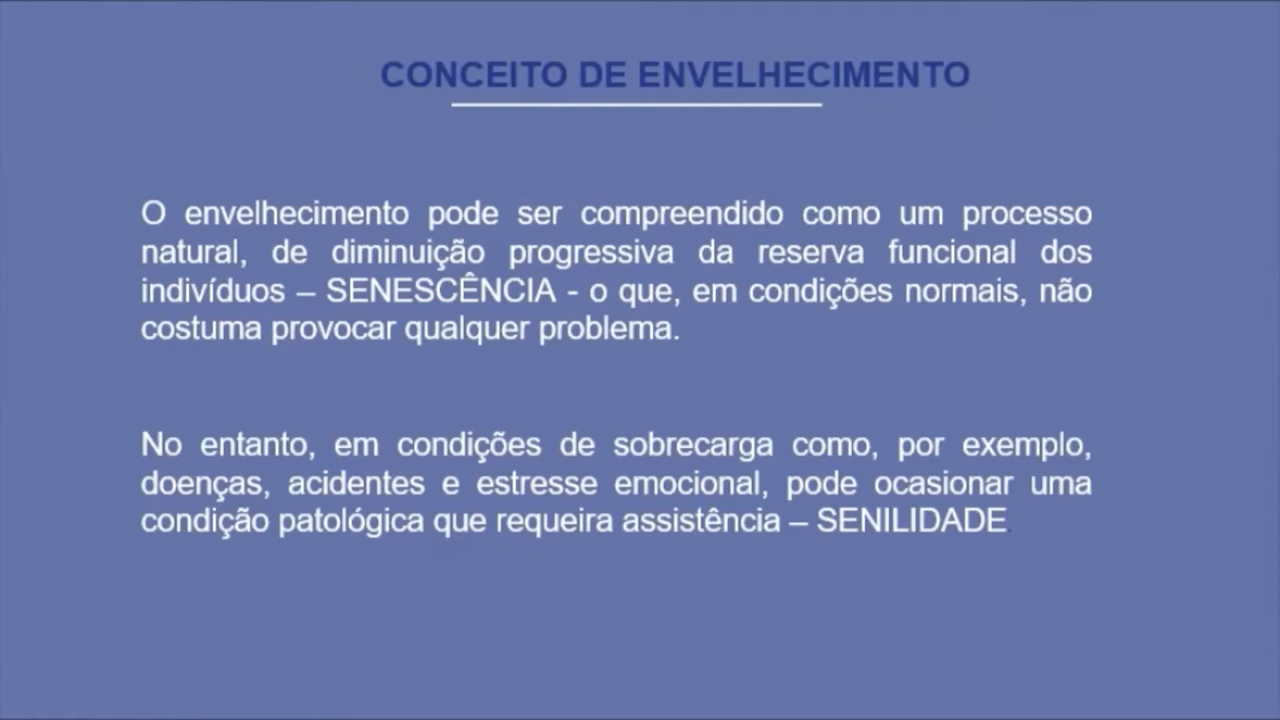 CONCEITO DE ENVELHECIMENTO
O envelhecimento pode ser compreendido como um processo
natural, de diminuição progressiva da reserva funcional dos
indivíduos – SENESCÊNCIA - o que, em condições normais, não
costuma provocar qualquer problema.
No entanto, em condições de sobrecarga como, por exemplo,
doenças, acidentes e estresse emocional, pode ocasionar uma
condição patológica que requeira assistência – SENILIDADE.